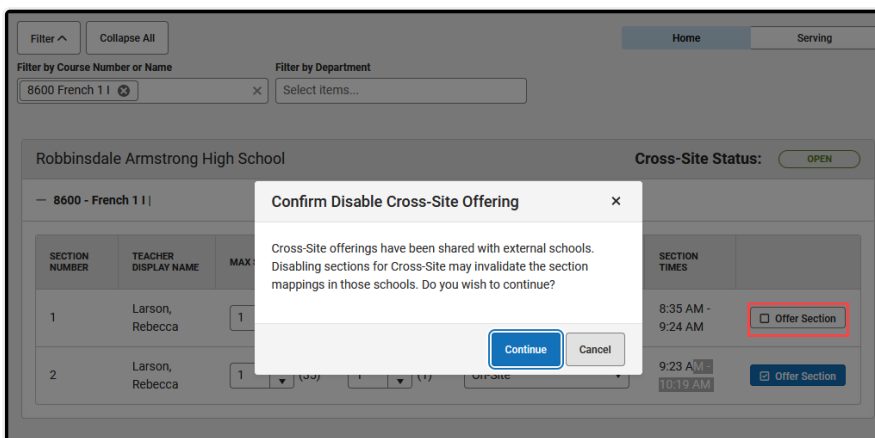 Filter
Collapse All
Home
Serving
Filter by Course Number or Name
Filter by Department
8600 French 1 I
Select items...
Robbinsdale Armstrong High School
Cross-Site Status:
OPEN
8600 - French 1 I |
Confirm Disable Cross-Site Offering
Cross-Site offerings have been shared with external schools.
Disabling sections for Cross-Site may invalidate the section
mappings in those schools. Do you wish to continue?
Continue
Cancel
SECTION
NUMBER
TEACHER
DISPLAY NAME
MAX
SECTION
TIMES
1
Larson,
Rebecca
1
8:35 AM -
9:24 AM
Offer Section
2
Larson,
Rebecca
1
1
(1)
9:23 AM -
10:19 AM
Offer Section